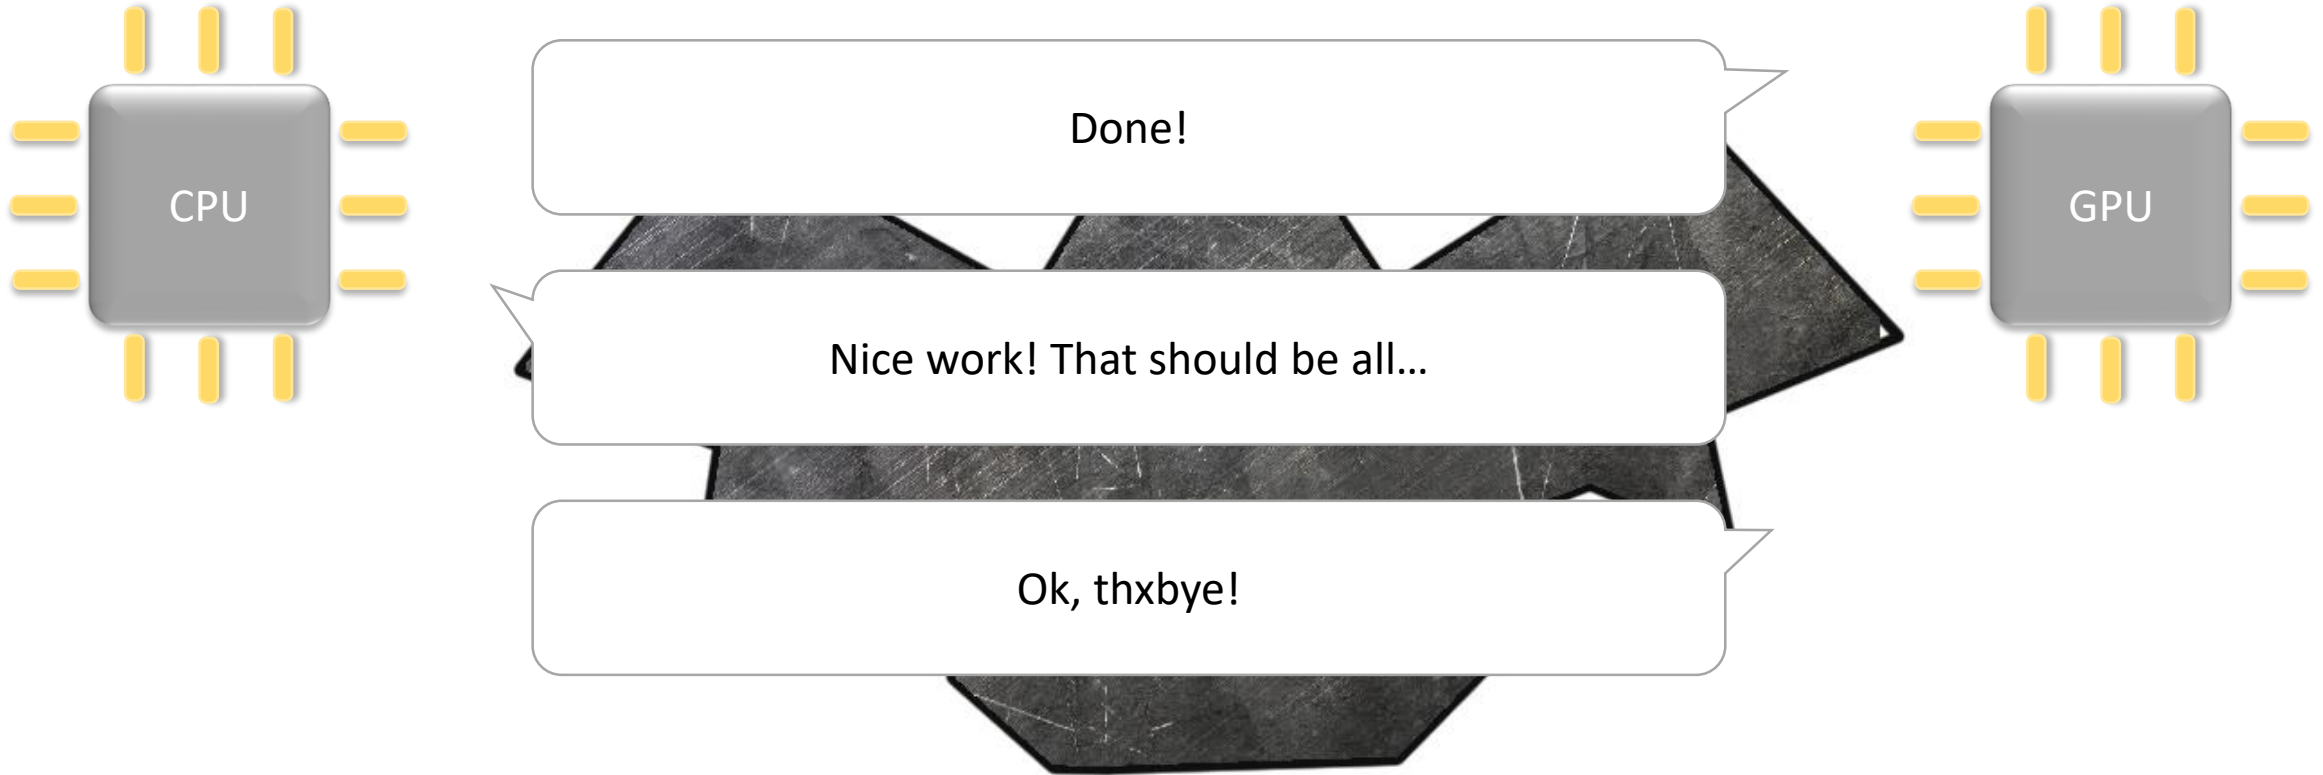 Done!
CPU
GPU
Nice work! That should be all…
Ok, thxbye!